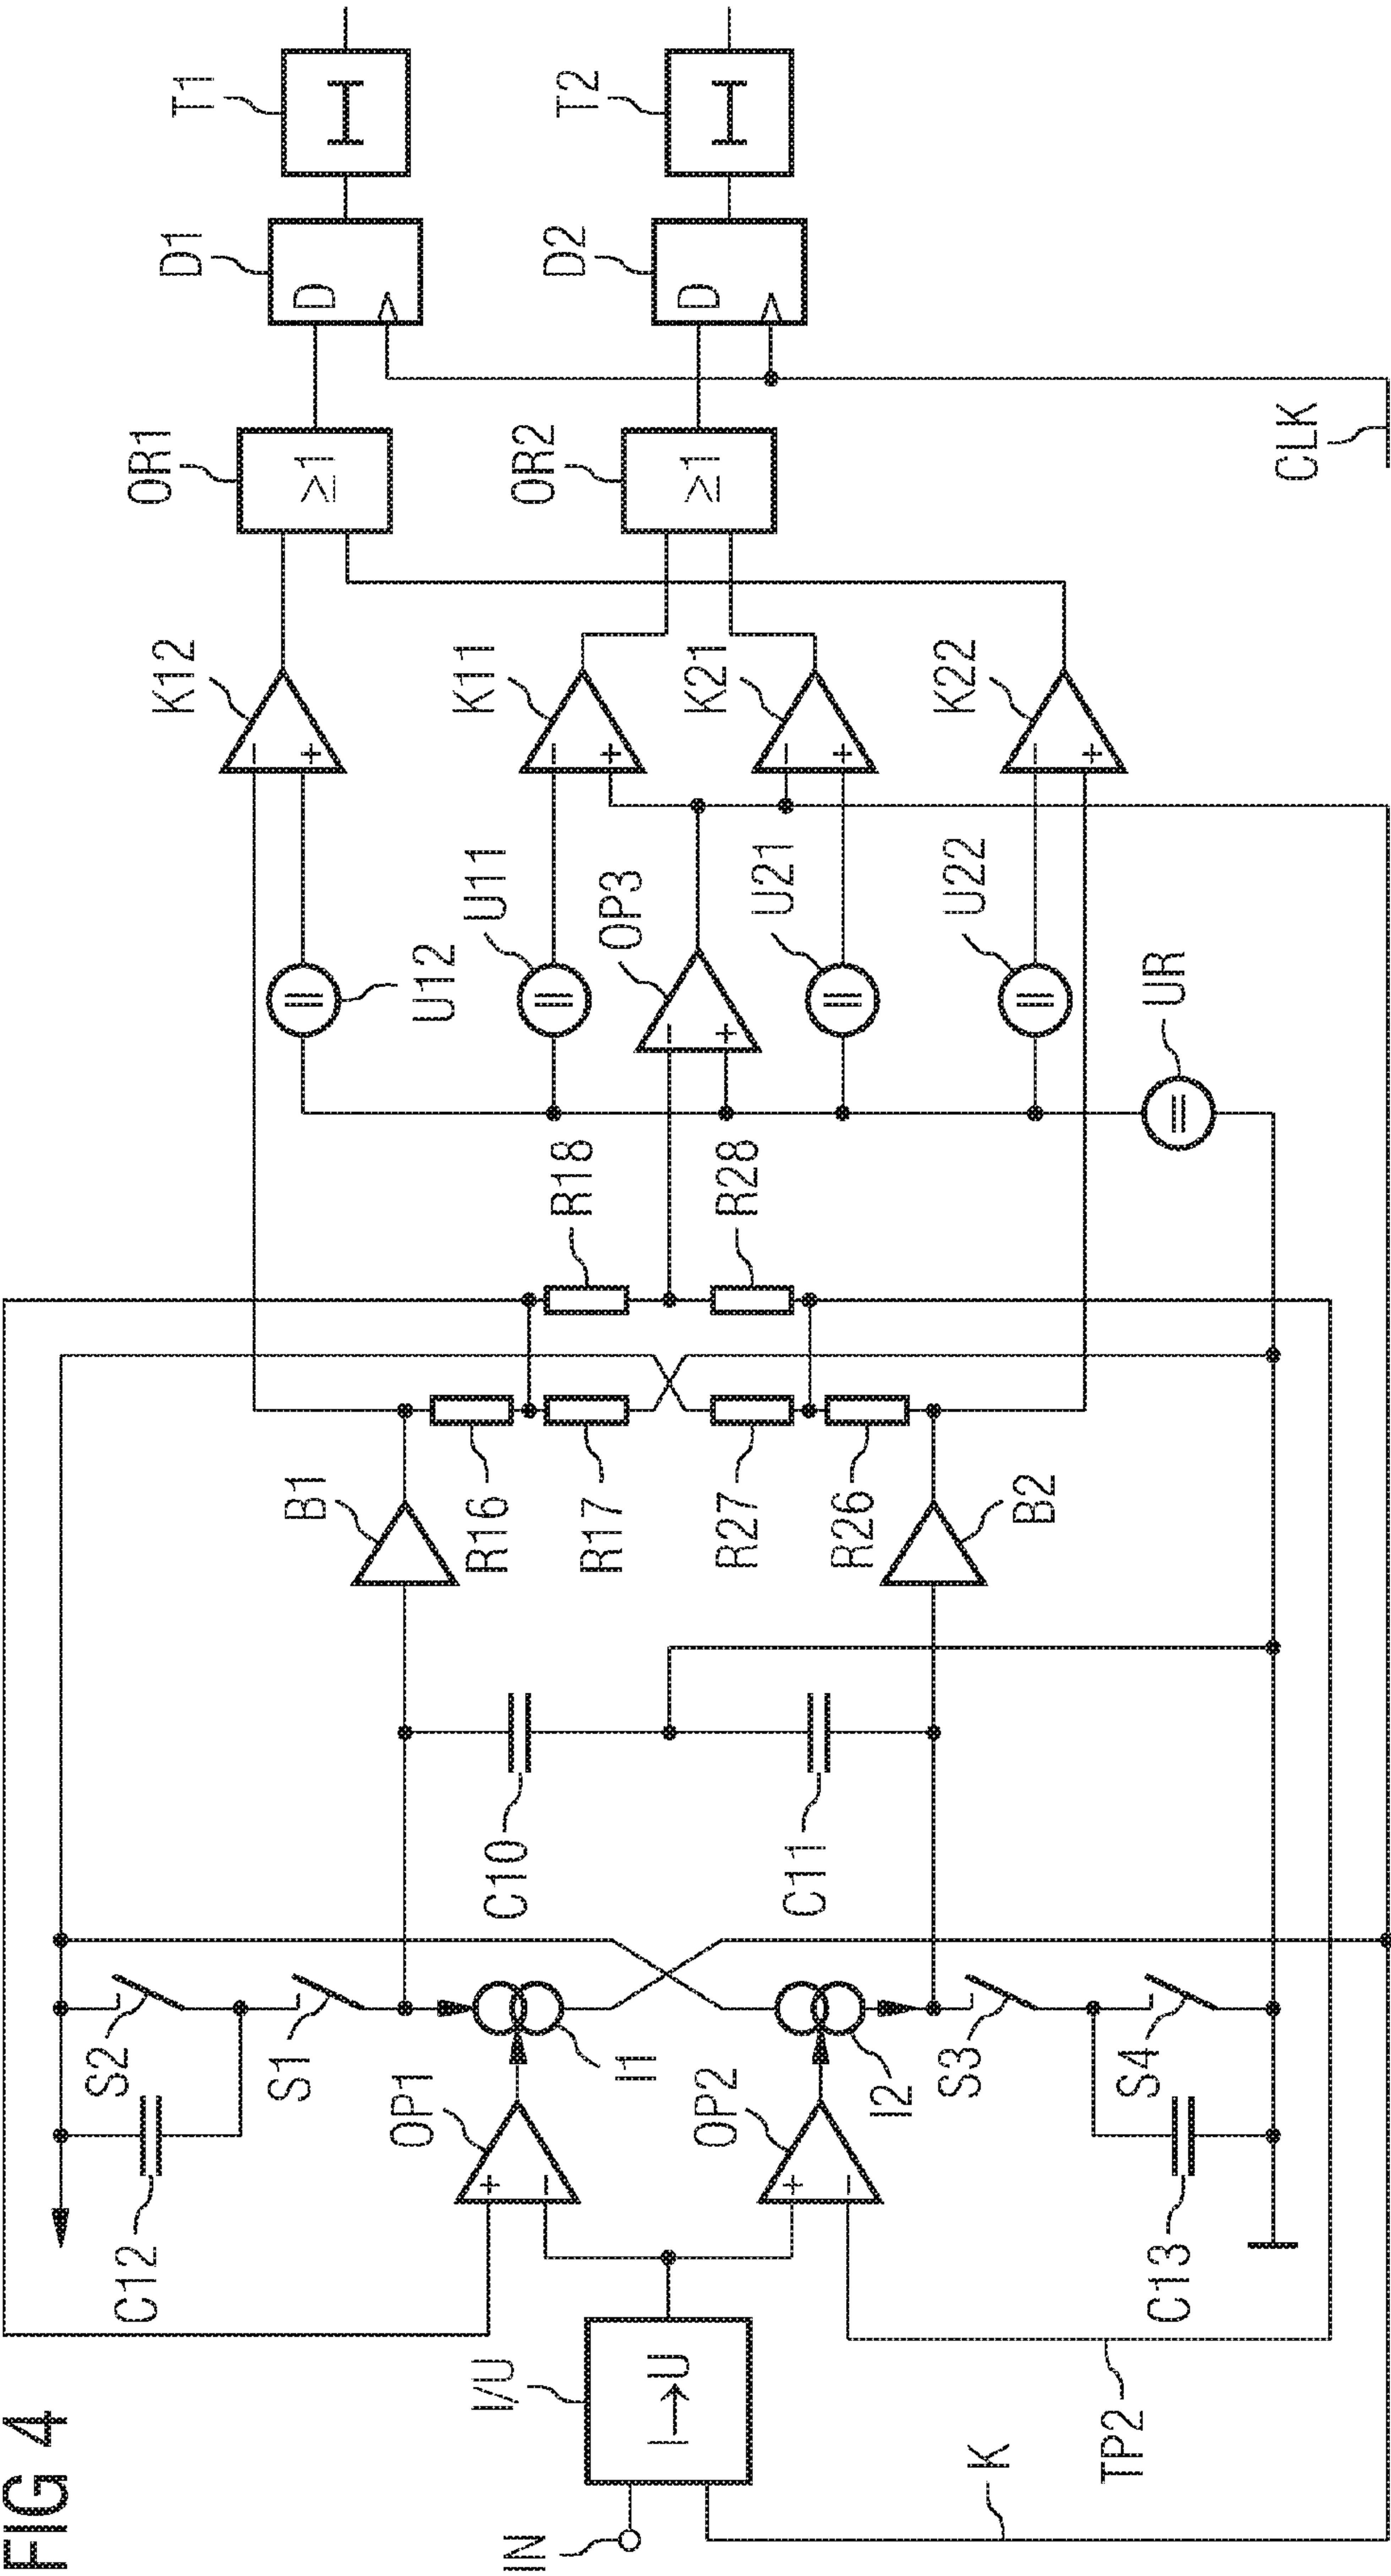 FIG 4
IN
I/U
I→U
K
TP2
C12
S2
S1
OP1
+
−
I1
OP2
+
−
I2
S3
S4
C13
C10
C11
B1
R16
R17
R27
R26
B2
R18
R28
U12
U11
OP3
−
+
U21
U22
UR
K12
−
+
K11
−
+
K21
−
+
K22
−
+
OR1
≥1
OR2
≥1
CLK
D1
D
D2
D
T1
T2